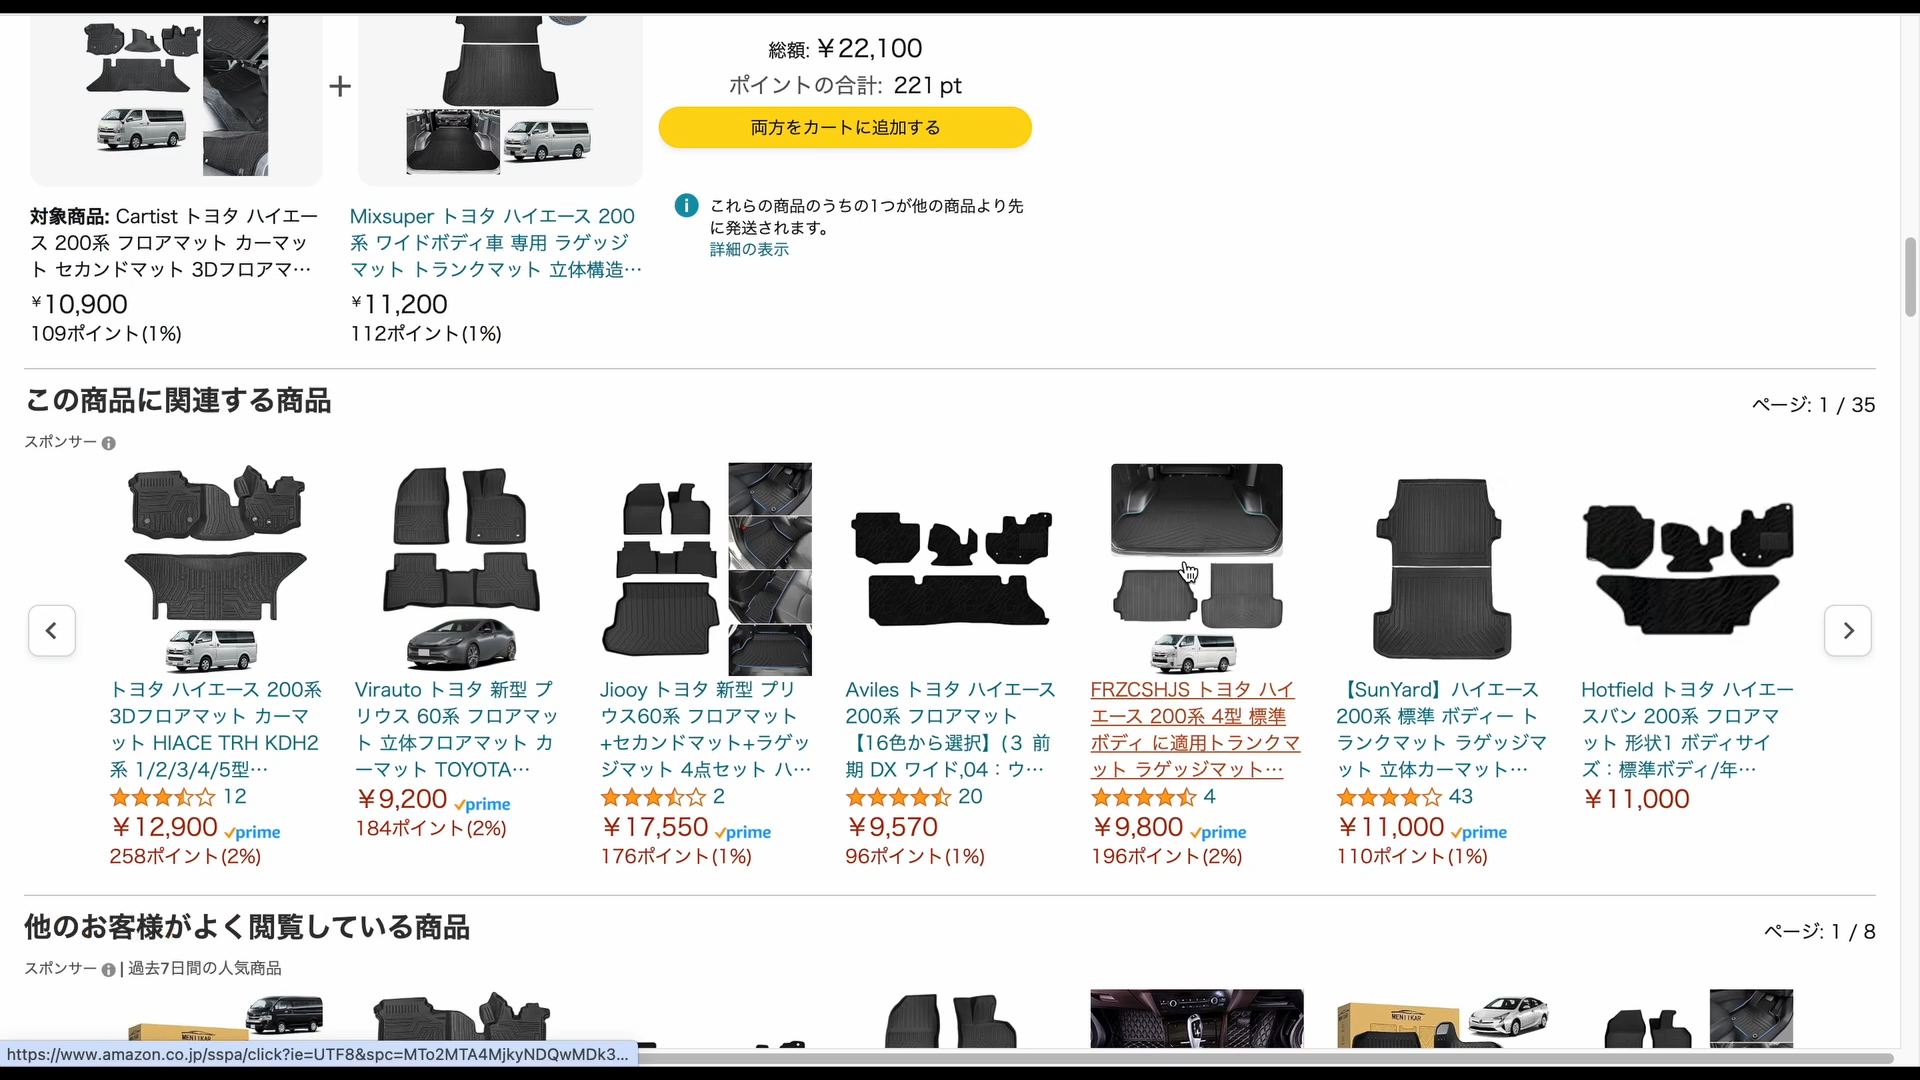 総額: ￥22,100
ポイントの合計: 221 pt
両方をカートに追加する
これらの商品のうちの1つが他の商品より先
に発送されます。
詳細の表示
対象商品: Cartist トヨタ ハイエー
ス 200系 フロアマット カーマッ
ト セカンドマット 3Dフロアマ…
¥10,900
109ポイント(1%)
Mixsuper トヨタ ハイエース 200
系 ワイドボディ車 専用 ラゲッジ
マット トランクマット 立体構造…
¥11,200
112ポイント(1%)
この商品に関連する商品
ページ: 1 / 35
スポンサー
トヨタ ハイエース 200系
3Dフロアマット カーマ
ット HIACE TRH KDH2
系 1/2/3/4/5型…
12
￥12,900 prime
258ポイント(2%)
Virauto トヨタ 新型 プ
リウス 60系 フロアマッ
ト 立体フロアマット カ
ーマット TOYOTA…
￥9,200 prime
184ポイント(2%)
Jiooy トヨタ 新型 プリ
ウス60系 フロアマット
+セカンドマット+ラゲッ
ジマット 4点セット ハ…
2
￥17,550 prime
176ポイント(1%)
Aviles トヨタ ハイエース
200系 フロアマット
【16色から選択】(３ 前
期 DX ワイド,04：ウ…
20
￥9,570
96ポイント(1%)
FRZCSHJS トヨタ ハイ
エース 200系 4型 標準
ボディ に適用トランクマ
ット ラゲッジマット…
4
￥9,800 prime
196ポイント(2%)
【SunYard】ハイエース
200系 標準 ボディー ト
ランクマット ラゲッジマ
ット 立体カーマット…
43
￥11,000 prime
110ポイント(1%)
Hotfield トヨタ ハイエー
スバン 200系 フロアマ
ット 形状1 ボディサイ
ズ：標準ボディ/年…
￥11,000
他のお客様がよく閲覧している商品
ページ: 1 / 8
スポンサー | 過去7日間の人気商品
MENITKAR
MENITKAR
https://www.amazon.co.jp/sspa/click?ie=UTF8&spc=MTo2MTA4MjkyNDQwMDk3…